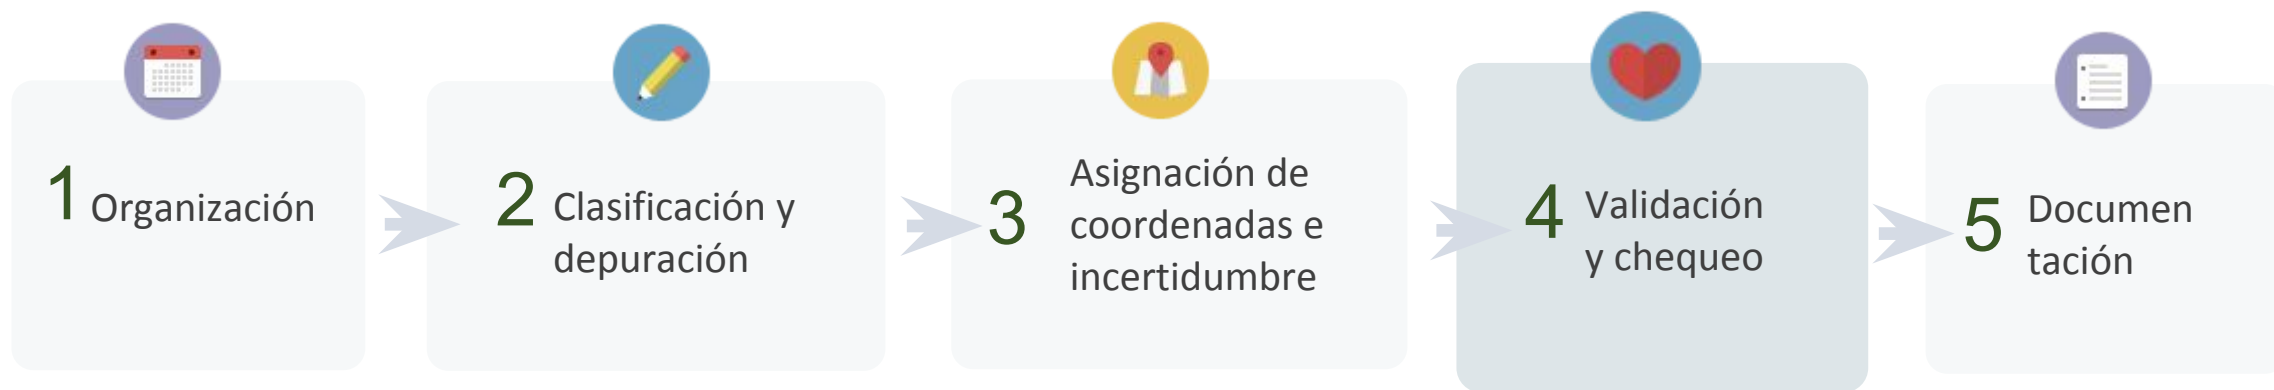 1 Organización
2 Clasificación y
depuración
3 Asignación de
coordenadas e
incertidumbre
4 Validación
y chequeo
5 Documen
tación